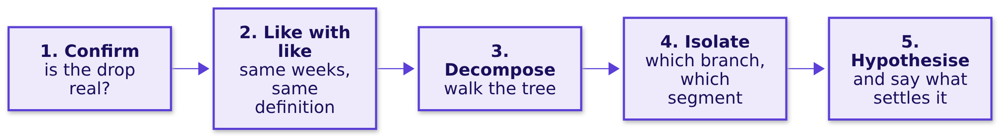 1. Confirm
is the drop
real?
2. Like with
like
same weeks,
same
definition
3.
Decompose
walk the tree
4. Isolate
which branch,
which
segment
5.
Hypothesise
and say what
settles it